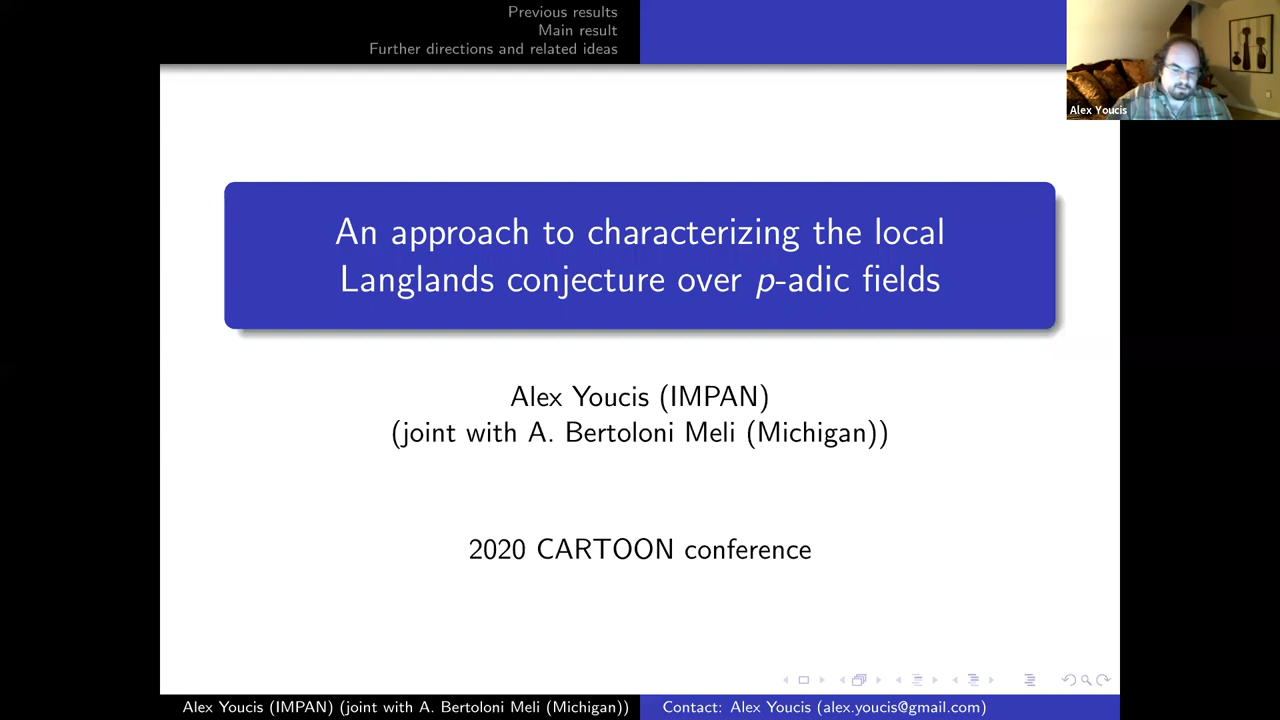 Previous results
Main result
Further directions and related ideas
Alex Youcis
An approach to characterizing the local
Langlands conjecture over p-adic fields
Alex Youcis (IMPAN)
(joint with A. Bertoloni Meli (Michigan))
2020 CARTOON conference
Alex Youcis (IMPAN) (joint with A. Bertoloni Meli (Michigan))
Contact: Alex Youcis (alex.youcis@gmail.com)